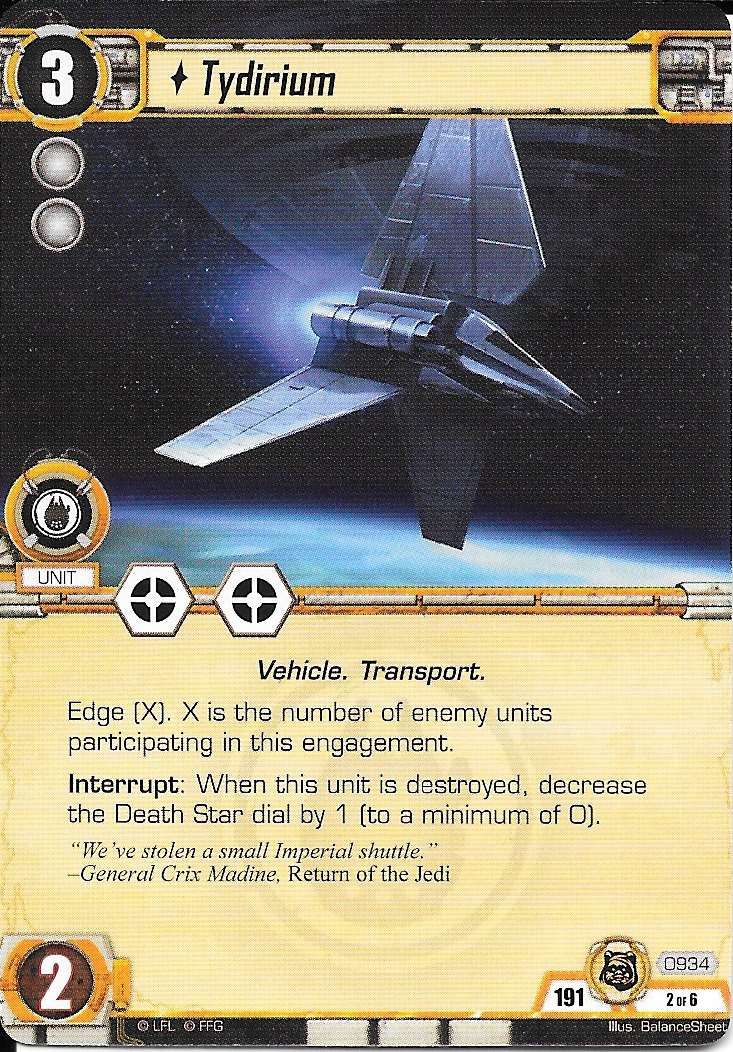 3
Tydirium
UNIT
Vehicle. Transport.
Edge (X). X is the number of enemy units
participating in this engagement.
Interrupt: When this unit is destroyed, decrease
the Death Star dial by 1 (to a minimum of 0).
"We've stolen a small Imperial shuttle."
–General Crix Madine, Return of the Jedi
2
0934
191
2 OF 6
© LFL © FFG
Illus. BalanceSheet